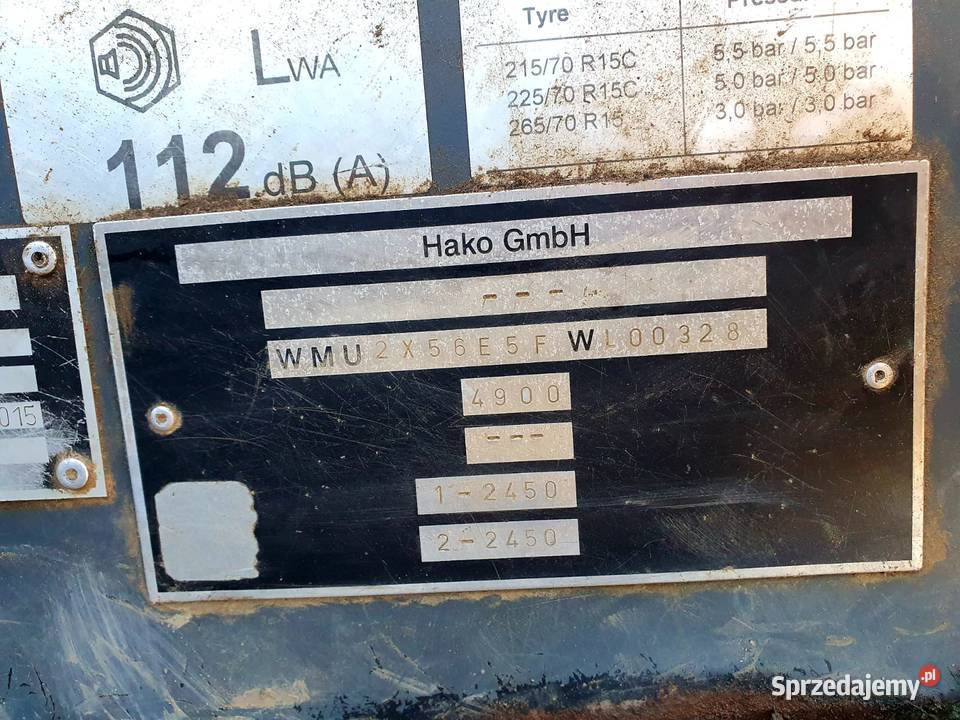 LWA
112 dB (A)
Tyre
215/70 R15C 5,5 bar / 5,5 bar
225/70 R15C 5,0 bar / 5,0 bar
265/70 R15 3,0 bar / 3,0 bar
Hako GmbH
----
WMU2X56E5FWL00328
4900
---
1-2450
2-2450
015
Sprzedajemy.pl